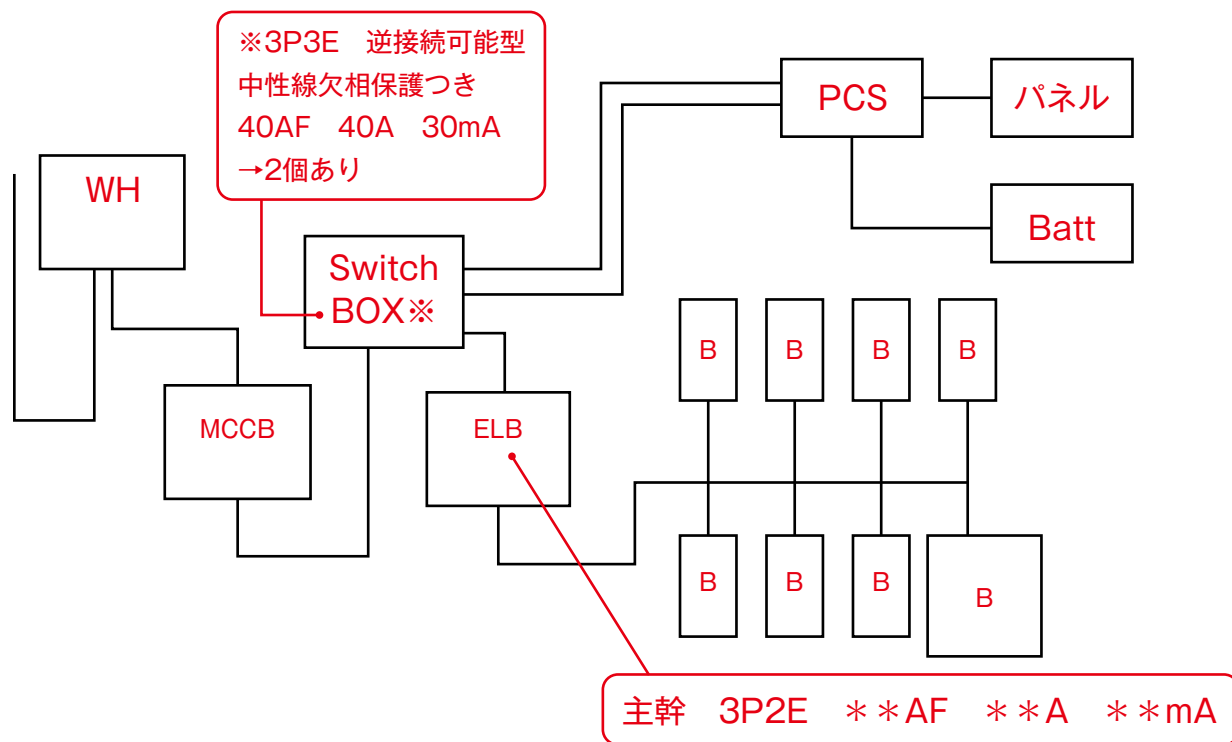 ※3P3E　逆接続可能型
中性線欠相保護つき
40AF　40A　30mA
→2個あり
WH
PCS
パネル
Batt
Switch
BOX※
MCCB
ELB
B
B
B
B
B
B
B
B
主幹　3P2E　＊＊AF　＊＊A　＊＊mA